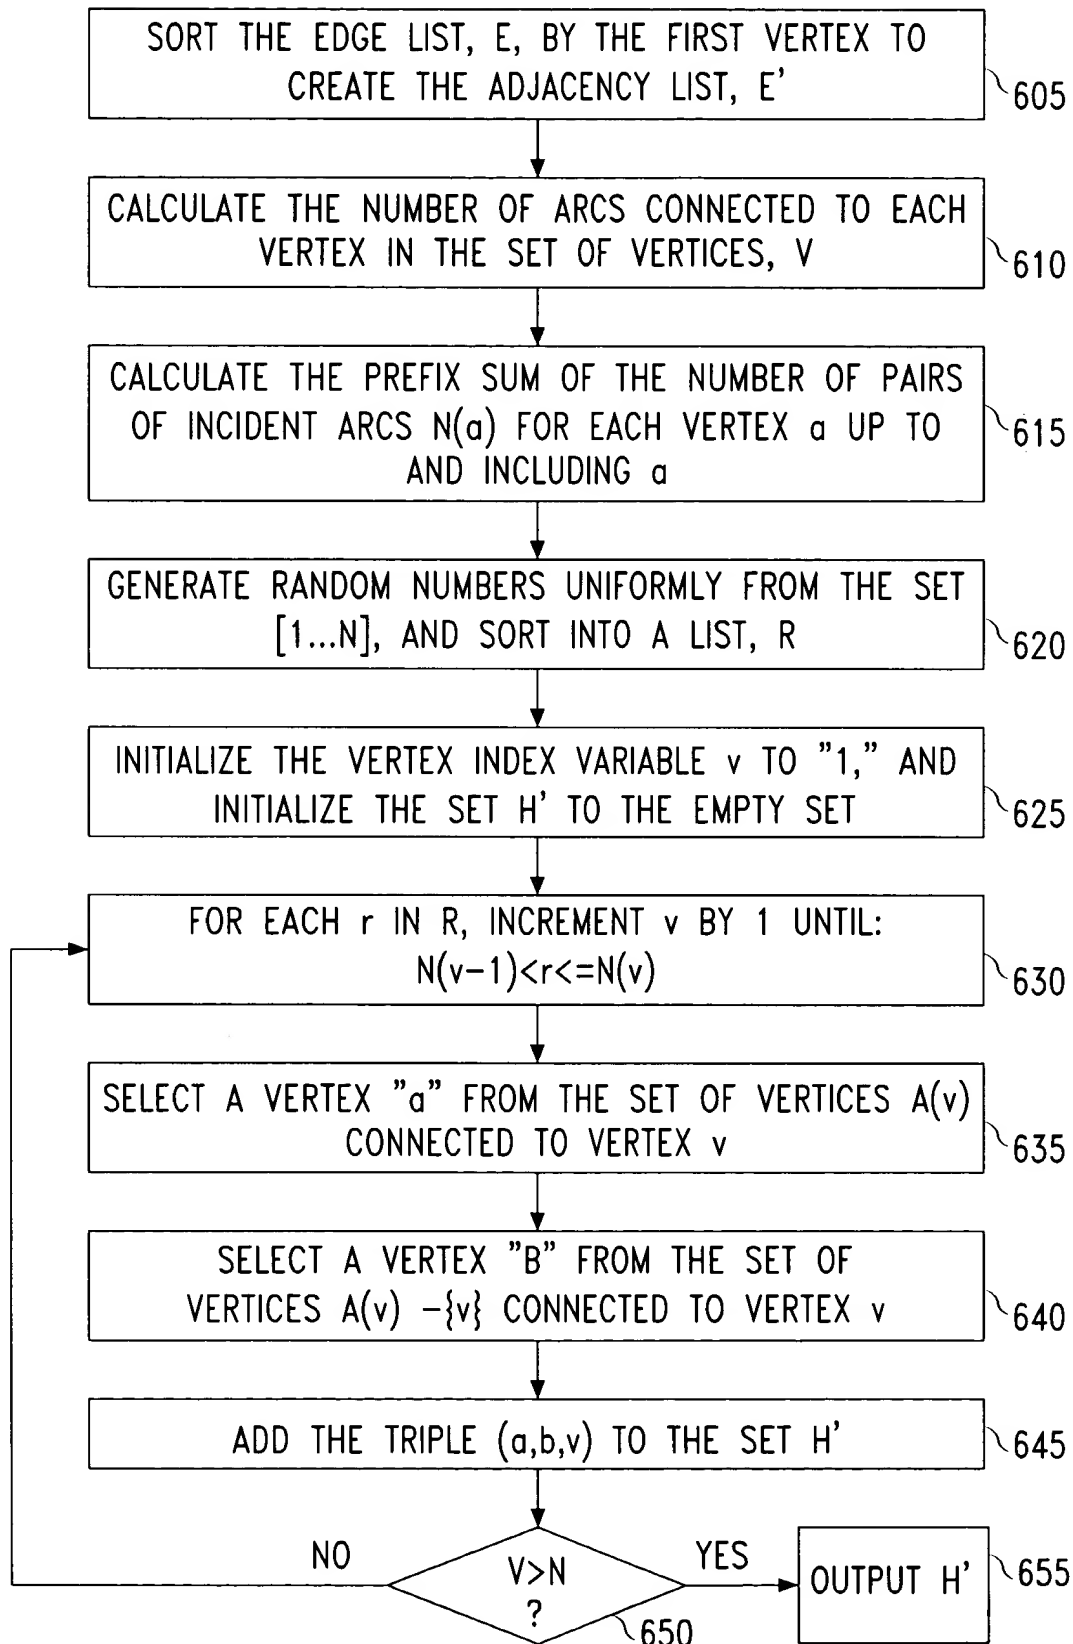 SORT THE EDGE LIST, E, BY THE FIRST VERTEX TO
CREATE THE ADJACENCY LIST, E'
605
CALCULATE THE NUMBER OF ARCS CONNECTED TO EACH
VERTEX IN THE SET OF VERTICES, V
610
CALCULATE THE PREFIX SUM OF THE NUMBER OF PAIRS
OF INCIDENT ARCS N(a) FOR EACH VERTEX a UP TO
AND INCLUDING a
615
GENERATE RANDOM NUMBERS UNIFORMLY FROM THE SET
[1...N], AND SORT INTO A LIST, R
620
INITIALIZE THE VERTEX INDEX VARIABLE v TO "1," AND
INITIALIZE THE SET H' TO THE EMPTY SET
625
FOR EACH r IN R, INCREMENT v BY 1 UNTIL:
N(v-1)<r<=N(v)
630
SELECT A VERTEX "a" FROM THE SET OF VERTICES A(v)
CONNECTED TO VERTEX v
635
SELECT A VERTEX "B" FROM THE SET OF
VERTICES A(v) -{v} CONNECTED TO VERTEX v
640
ADD THE TRIPLE (a,b,v) TO THE SET H'
645
NO
V>N
?
YES
650
OUTPUT H'
655